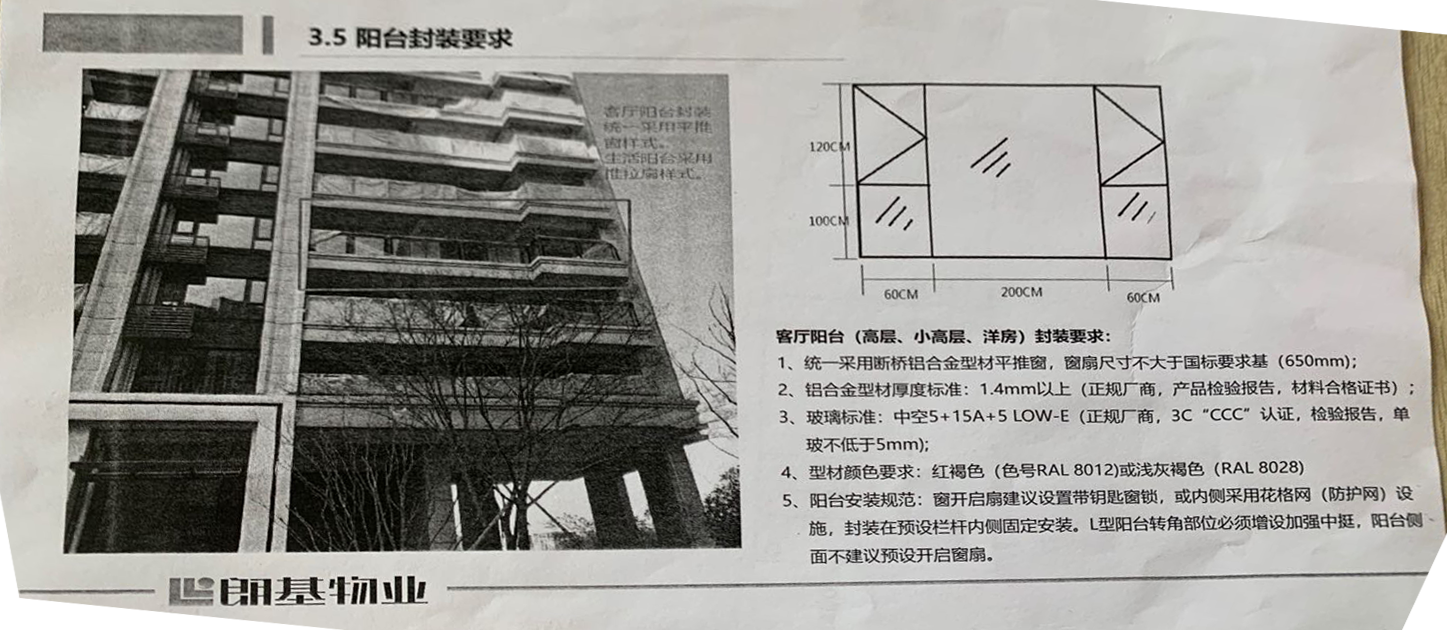 3.5 阳台封装要求
客厅阳台封装
统一采用平推
窗样式。
生活阳台采用
推拉扇样式。
120CM
100CM
60CM
200CM
60CM
客厅阳台（高层、小高层、洋房）封装要求：
1、统一采用断桥铝合金型材平推窗，窗扇尺寸不大于国标要求基（650mm);
2、铝合金型材厚度标准：1.4mm以上（正规厂商，产品检验报告，材料合格证书）;
3、玻璃标准：中空5+15A+5 LOW-E（正规厂商，3C“CCC”认证，检验报告，单
玻不低于5mm);
4、型材颜色要求：红褐色（色号RAL 8012)或浅灰褐色（RAL 8028)
5、阳台安装规范：窗开启扇建议设置带钥匙窗锁，或内侧采用花格网（防护网）设
施，封装在预设栏杆内侧固定安装。L型阳台转角部位必须增设加强中挺，阳台侧
面不建议预设开启窗扇。
朗基物业